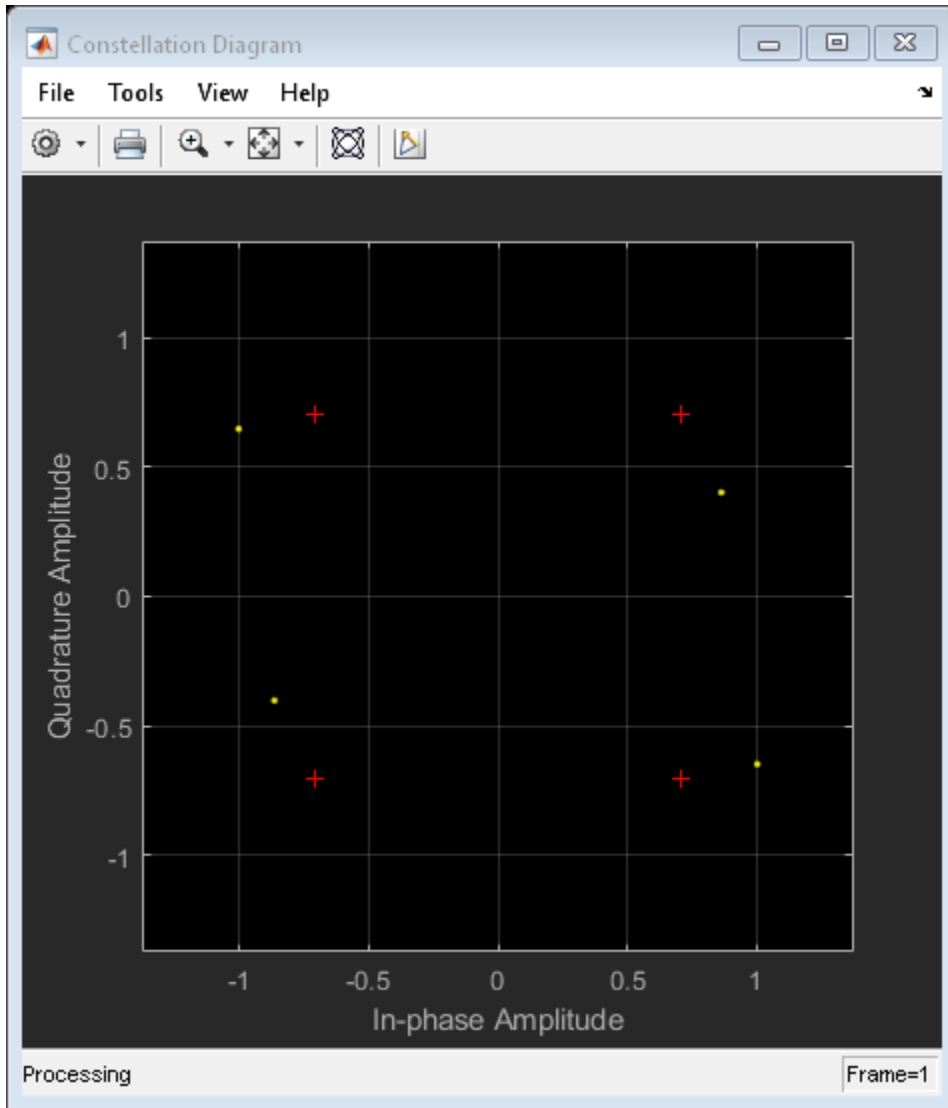 Constellation Diagram
File Tools View Help
1
0.5
0
-0.5
-1
Quadrature Amplitude
-1 -0.5 0 0.5 1
In-phase Amplitude
Processing Frame=1